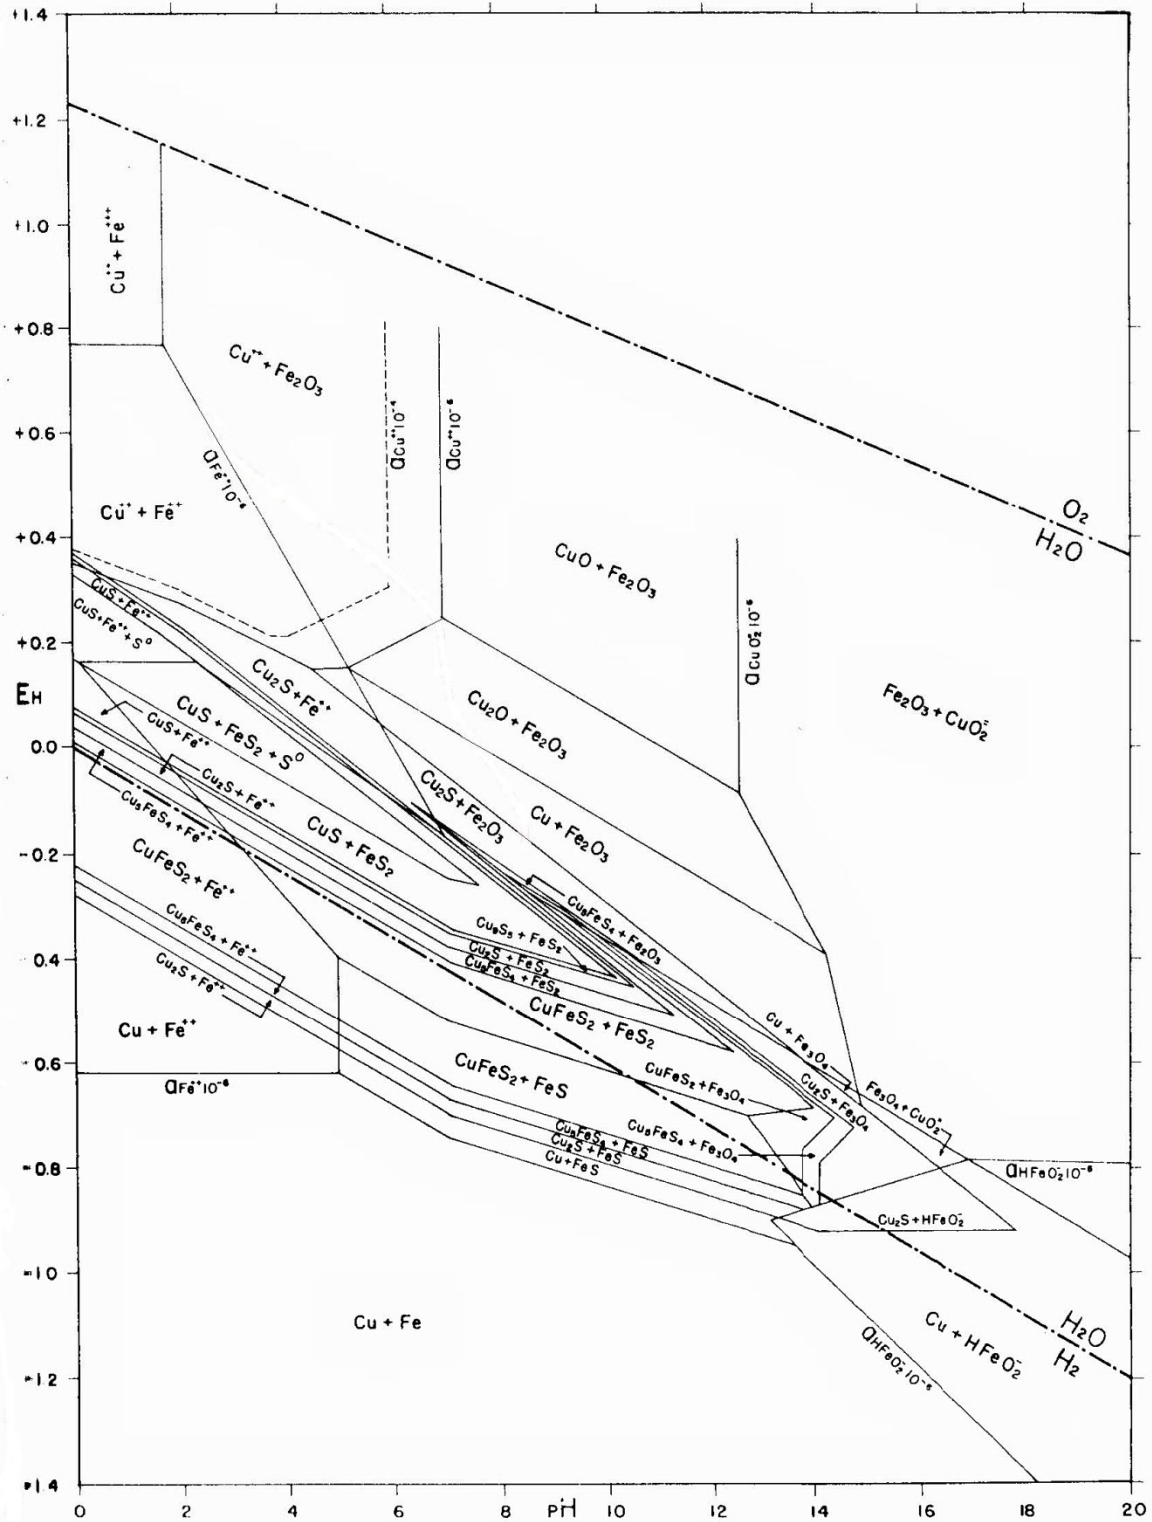 +1.4
+1.2
+1.0
+0.8
+0.6
+0.4
+0.2
EH
0.0
-0.2
-0.4
-0.6
-0.8
-1.0
-1.2
-1.4
Cu⁺⁺ + Fe⁺⁺⁺
Cu⁺⁺ + Fe₂O₃
aFe⁺⁺10⁻⁶
aCu⁺⁺10⁻⁴
aCu⁺⁺10⁻⁶
Cu⁺⁺ + Fe⁺⁺
CuO + Fe₂O₃
O₂
H₂O
aCuO₂⁼10⁻⁶
CuS + Fe⁺⁺
CuS + Fe⁺⁺ + S⁰
Cu₂S + Fe⁺⁺
Fe₂O₃ + CuO₂⁼
CuS + FeS₂ + S⁰
Cu₂O + Fe₂O₃
CuS + Fe⁺⁺
Cu₂S + Fe⁺⁺
Cu₂S + Fe₂O₃
Cu + Fe₂O₃
Cu₅FeS₄ + Fe⁺⁺
CuS + FeS₂
CuFeS₂ + Fe⁺⁺
Cu₅FeS₄ + Fe₂O₃
Cu₉S₅ + FeS₂
Cu₂S + FeS₂
Cu₅FeS₄ + FeS₂
Cu₅FeS₄ + Fe⁺⁺
Cu₂S + Fe⁺⁺
CuFeS₂ + FeS₂
Cu + Fe⁺⁺
Cu + Fe₃O₄
CuFeS₂ + FeS
CuFeS₂ + Fe₃O₄
Cu₂S + Fe₃O₄
Fe₃O₄ + CuO₂⁼
aFe⁺⁺10⁻⁶
Cu₅FeS₄ + FeS
Cu₅FeS₄ + Fe₃O₄
Cu₂S + FeS
Cu + FeS
aHFeO₂⁻10⁻⁶
Cu₂S + HFeO₂⁻
Cu + Fe
Cu + HFeO₂⁻
aHFeO₂⁻10⁻⁶
H₂O
H₂
0 2 4 6 8 pH 10 12 14 16 18 20